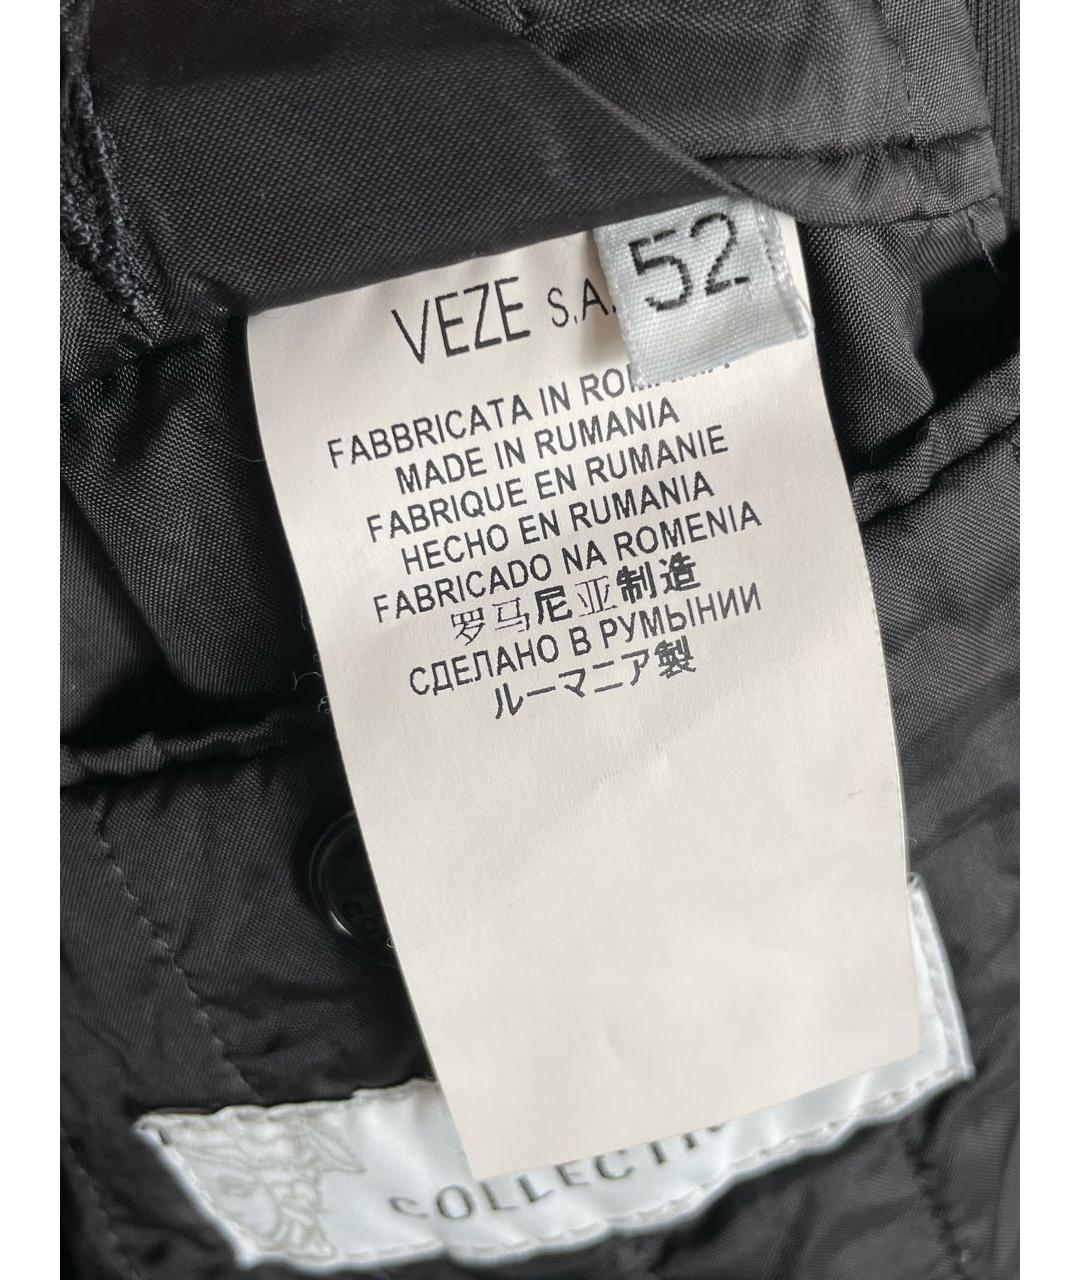 52
VEZE S.A.
FABBRICATA IN ROMANIA
MADE IN RUMANIA
FABRIQUE EN RUMANIE
HECHO EN RUMANIA
FABRICADO NA ROMENIA
罗马尼亚制造
СДЕЛАНО В РУМЫНИИ
ルーマニア製
COLLECTI